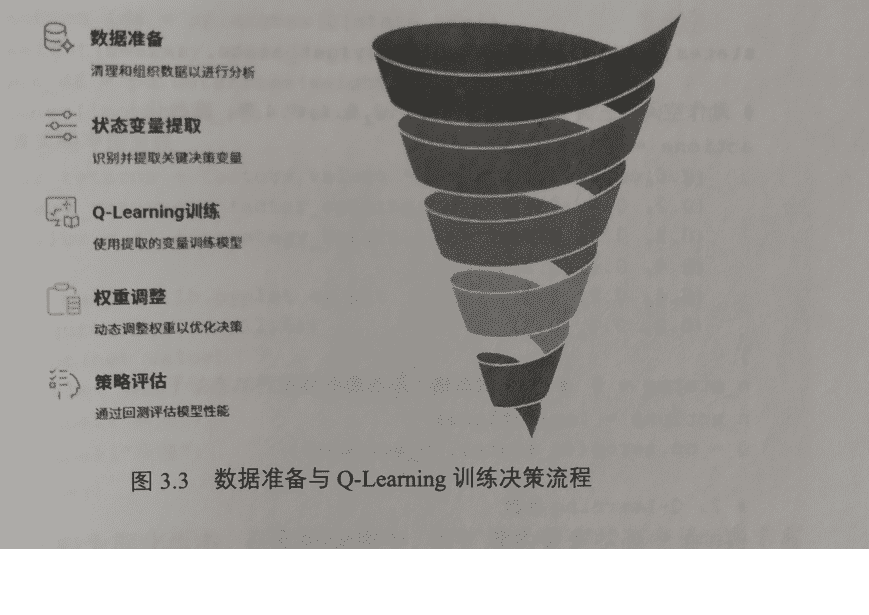 数据准备
清理和组织数据以进行分析
状态变量提取
识别并提取关键决策变量
Q-Learning训练
使用提取的变量训练模型
权重调整
动态调整权重以优化决策
策略评估
通过回测评估模型性能
图 3.3 数据准备与 Q-Learning 训练决策流程